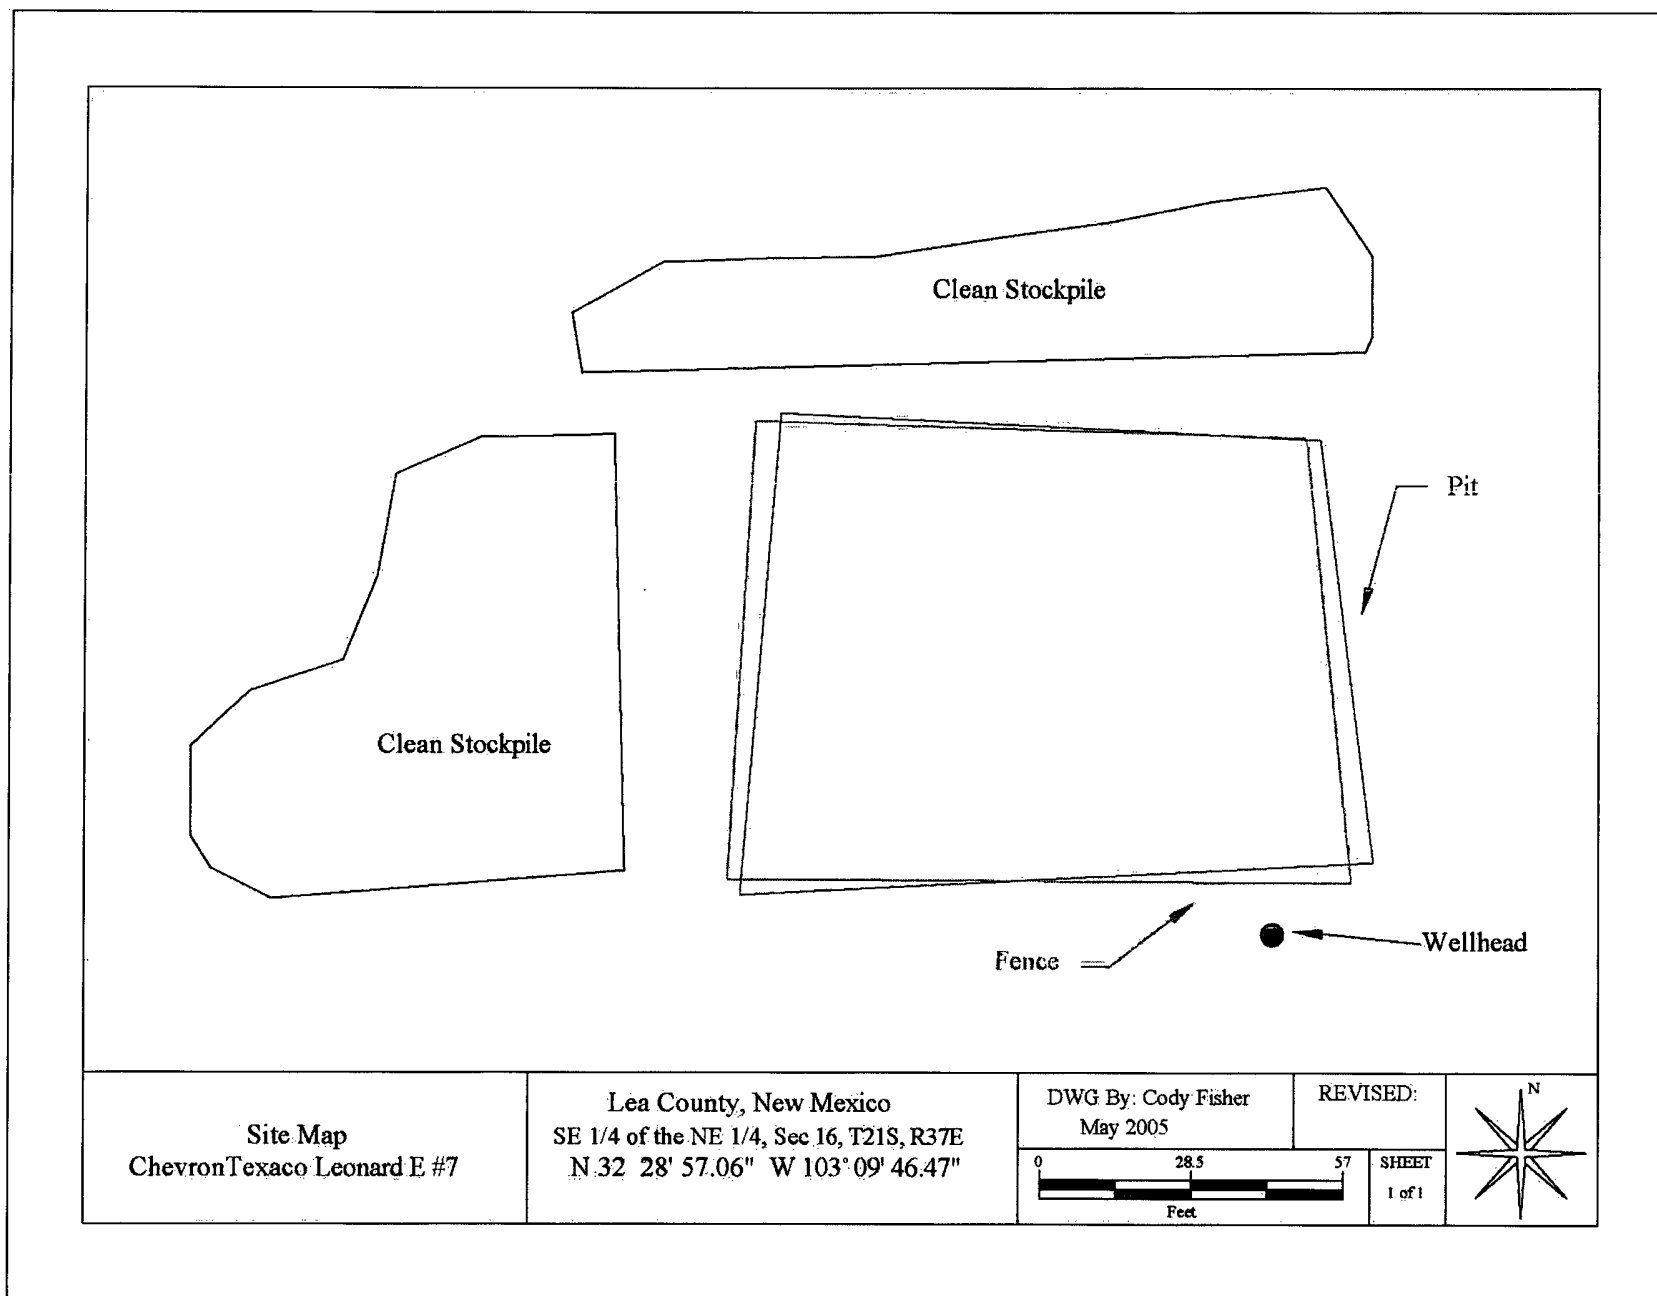 Clean Stockpile
Pit
Clean Stockpile
Fence
Wellhead
Site Map
ChevronTexaco Leonard E #7
Lea County, New Mexico
SE 1/4 of the NE 1/4, Sec 16, T21S, R37E
N 32 28' 57.06" W 103° 09' 46.47"
DWG By: Cody Fisher
May 2005
REVISED:
0 28.5 57
Feet
SHEET
1 of 1
N